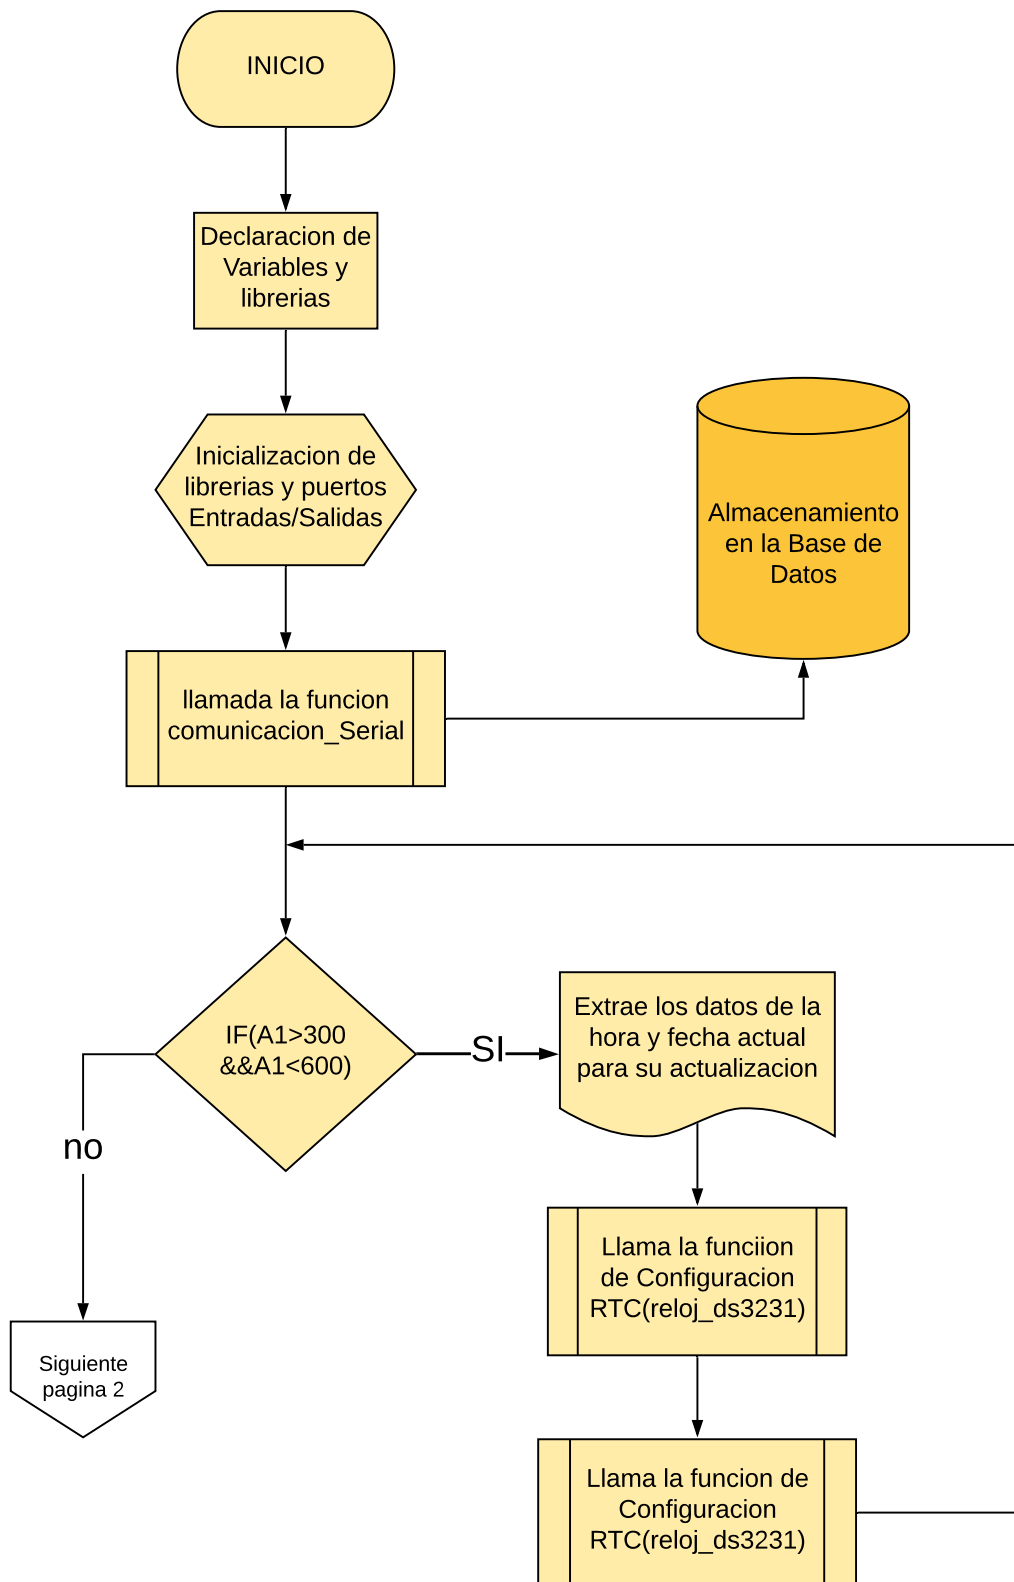 INICIO
Declaracion de
Variables y
librerias
Inicializacion de
librerias y puertos
Entradas/Salidas
Almacenamiento
en la Base de
Datos
llamada la funcion
comunicacion_Serial
IF(A1>300
&&A1<600)
SI
Extrae los datos de la
hora y fecha actual
para su actualizacion
no
Llama la funciion
de Configuracion
RTC(reloj_ds3231)
Siguiente
pagina 2
Llama la funcion de
Configuracion
RTC(reloj_ds3231)